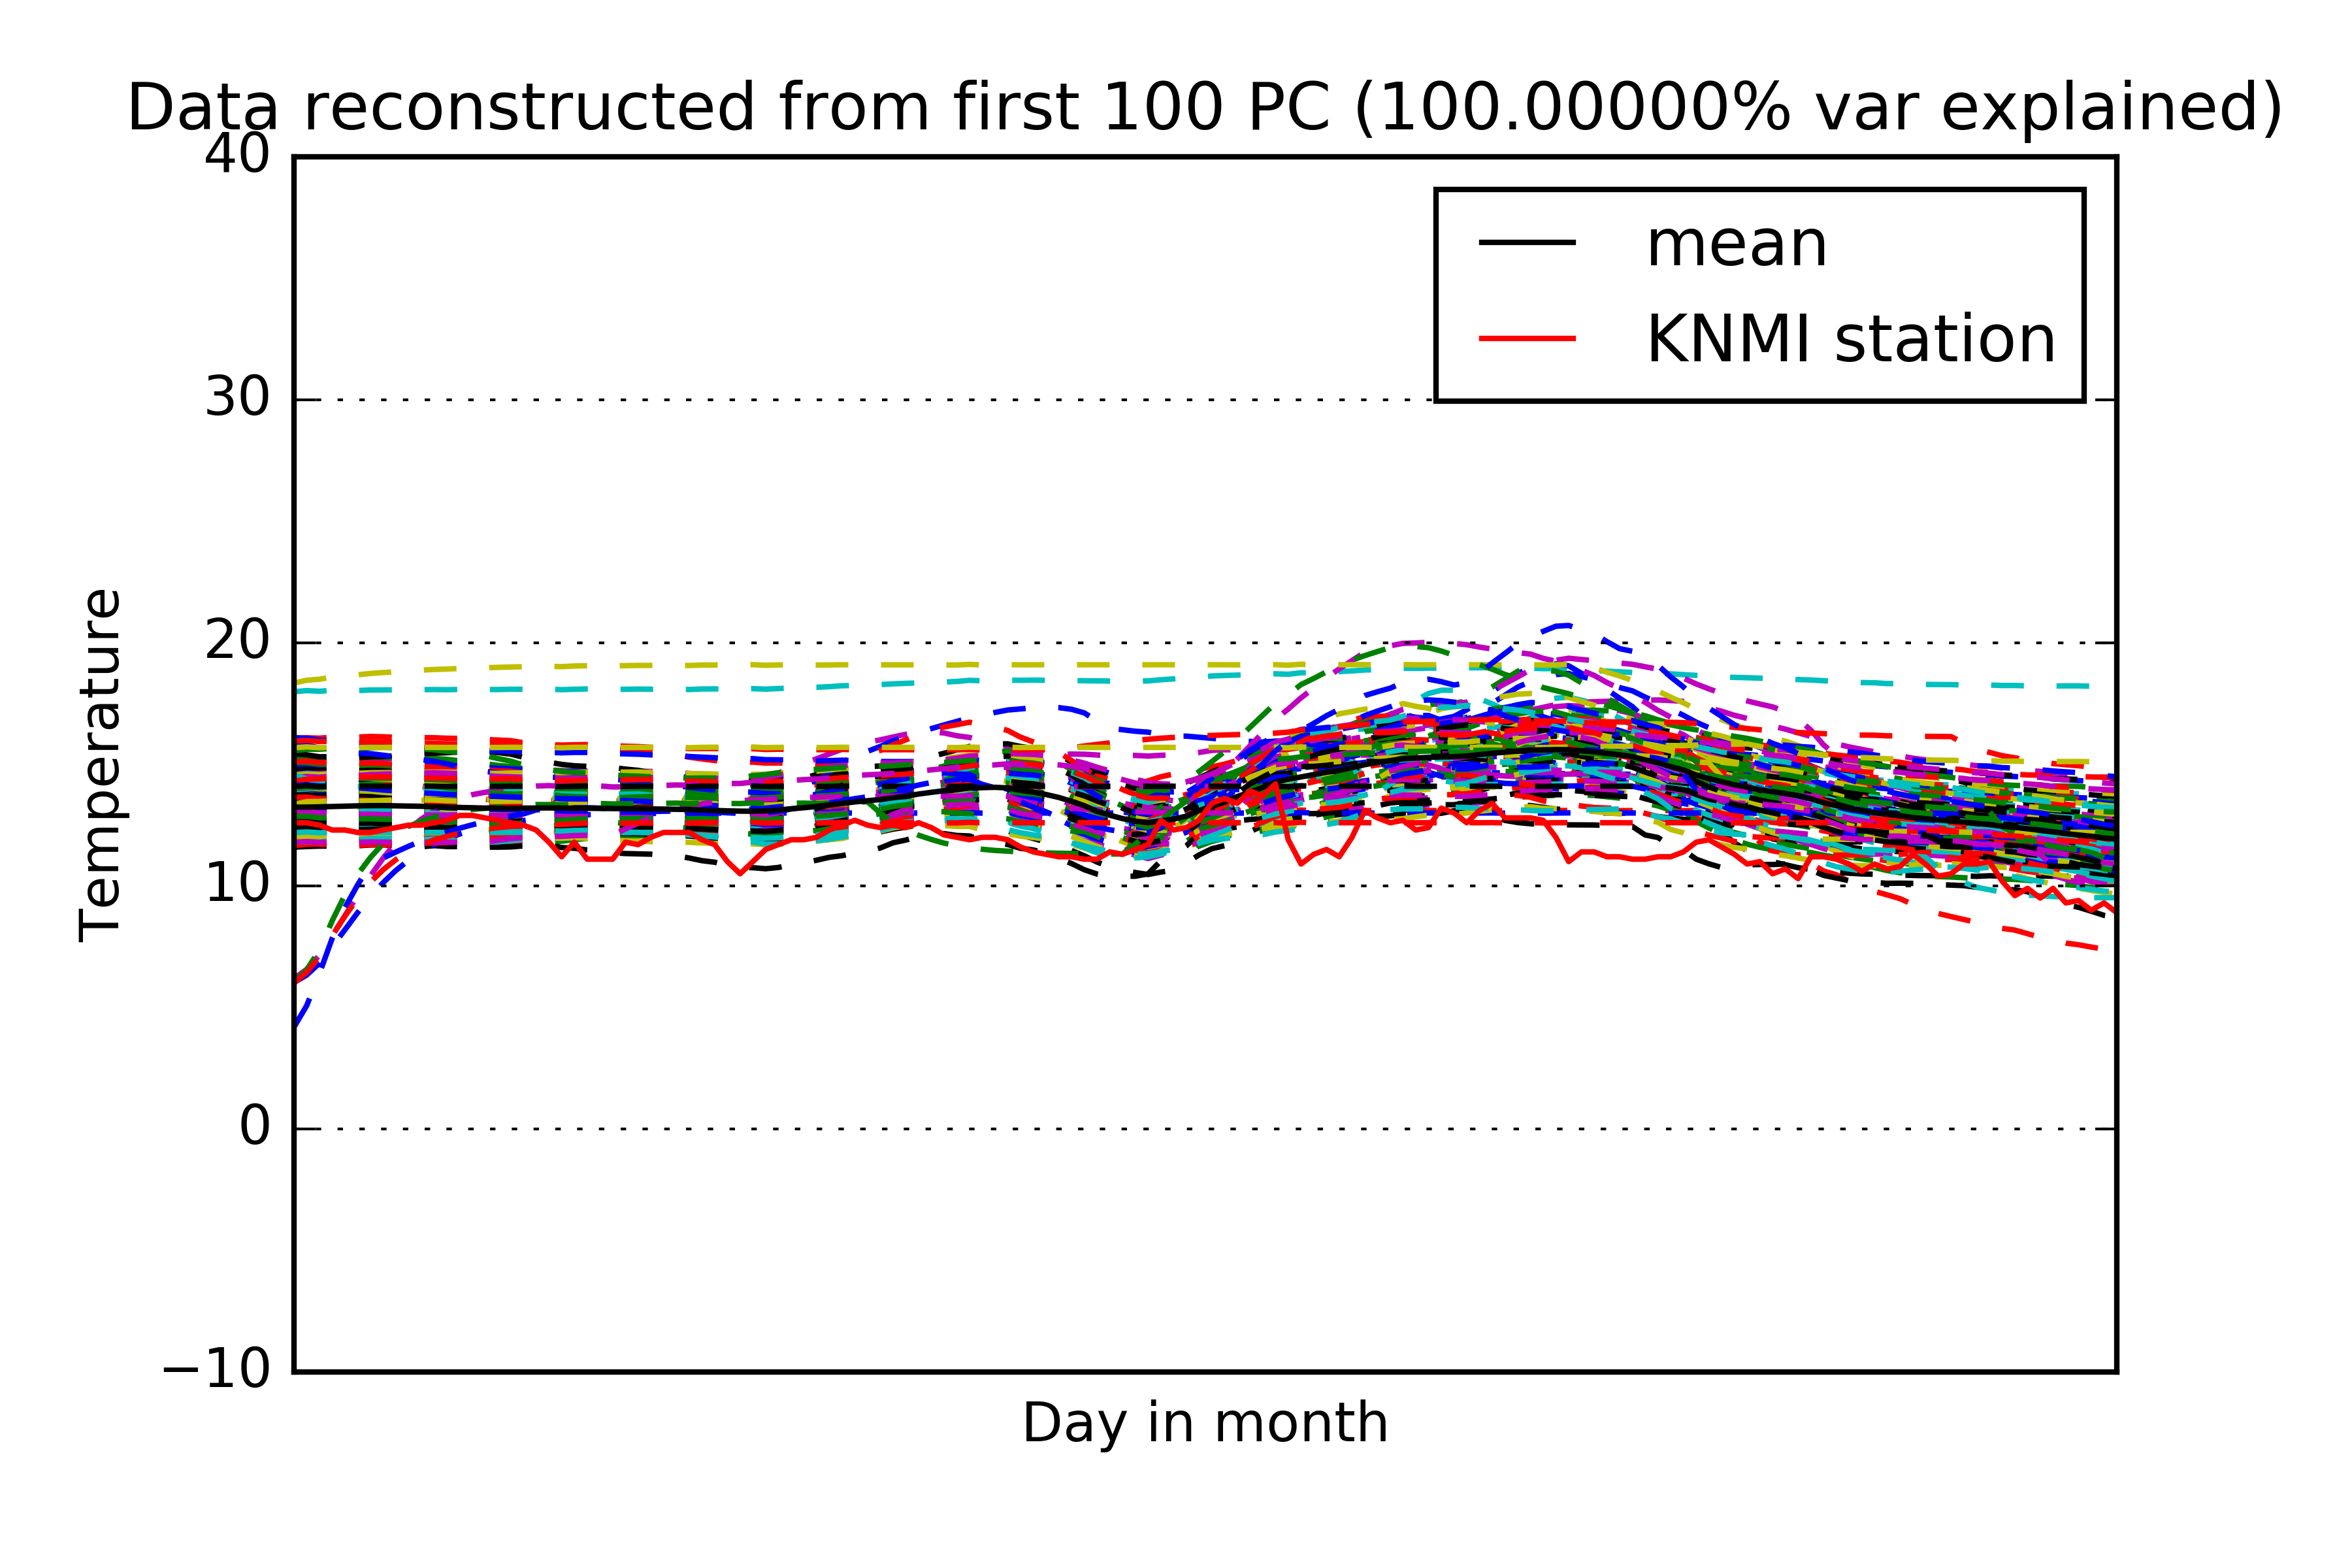 Data reconstructed from first 100 PC (100.00000% var explained)
40
30
20
10
0
−10
Temperature
mean
KNMI station
Day in month